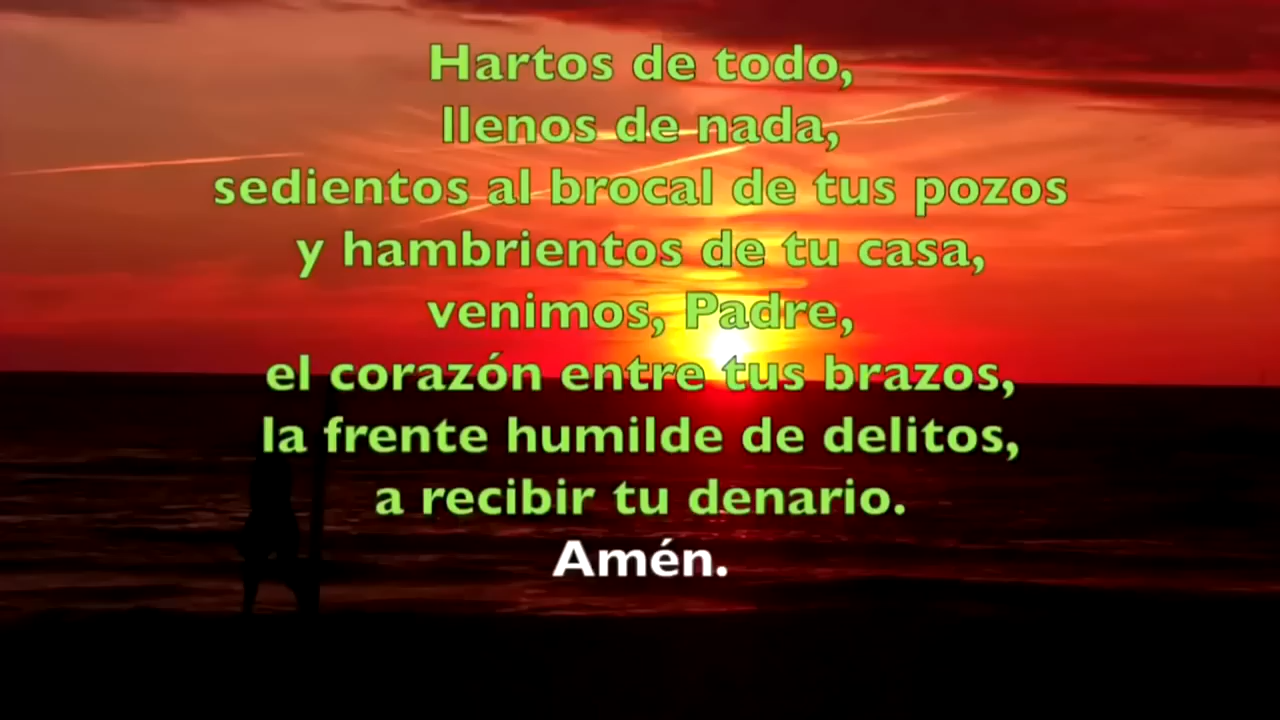 Hartos de todo,
llenos de nada,
sedientos al brocal de tus pozos
y hambrientos de tu casa,
venimos, Padre,
el corazón entre tus brazos,
la frente humilde de delitos,
a recibir tu denario.
Amén.